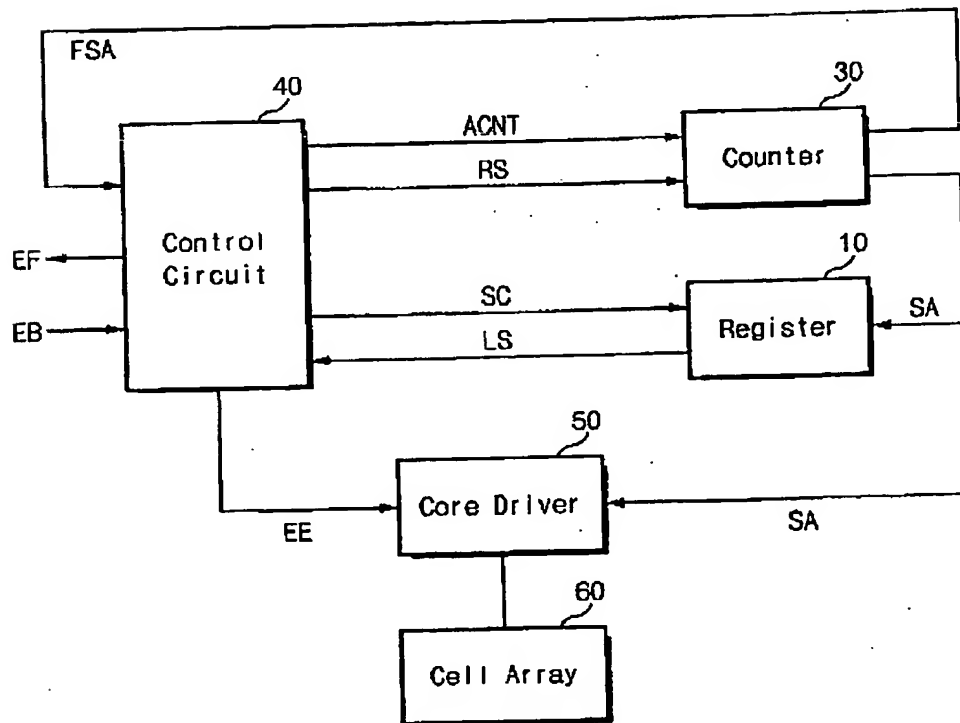 FSA
40
30
ACNT
Counter
RS
Control
Circuit
EF
10
SC
Register
SA
EB
LS
50
Core Driver
EE
SA
60
Cell Array